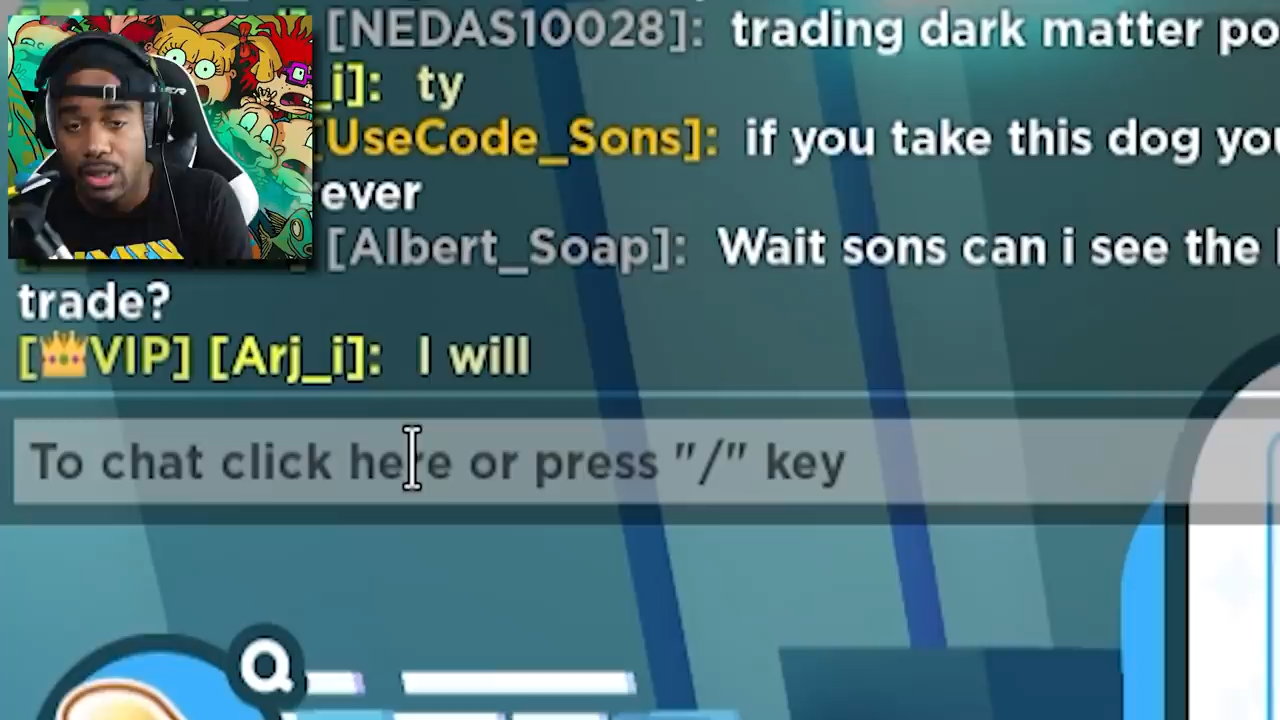 [NEDAS10028]: trading dark matter po
_i]: ty
[UseCode_Sons]: if you take this dog you
rever
[Albert_Soap]: Wait sons can i see the
trade?
[👑VIP] [Arj_i]: I will
To chat click here or press "/" key
Q